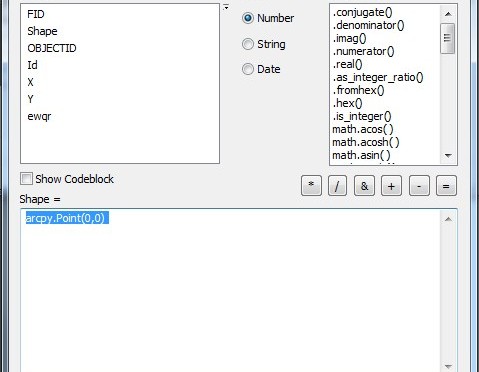 FID
Shape
OBJECTID
Id
X
Y
ewqr
Number
String
Date
.conjugate()
.denominator()
.imag()
.numerator()
.real()
.as_integer_ratio()
.fromhex()
.hex()
.is_integer()
math.acos( )
math.acosh( )
math.asin( )
Show Codeblock
* / & + - =
Shape =
arcpy.Point(0,0)